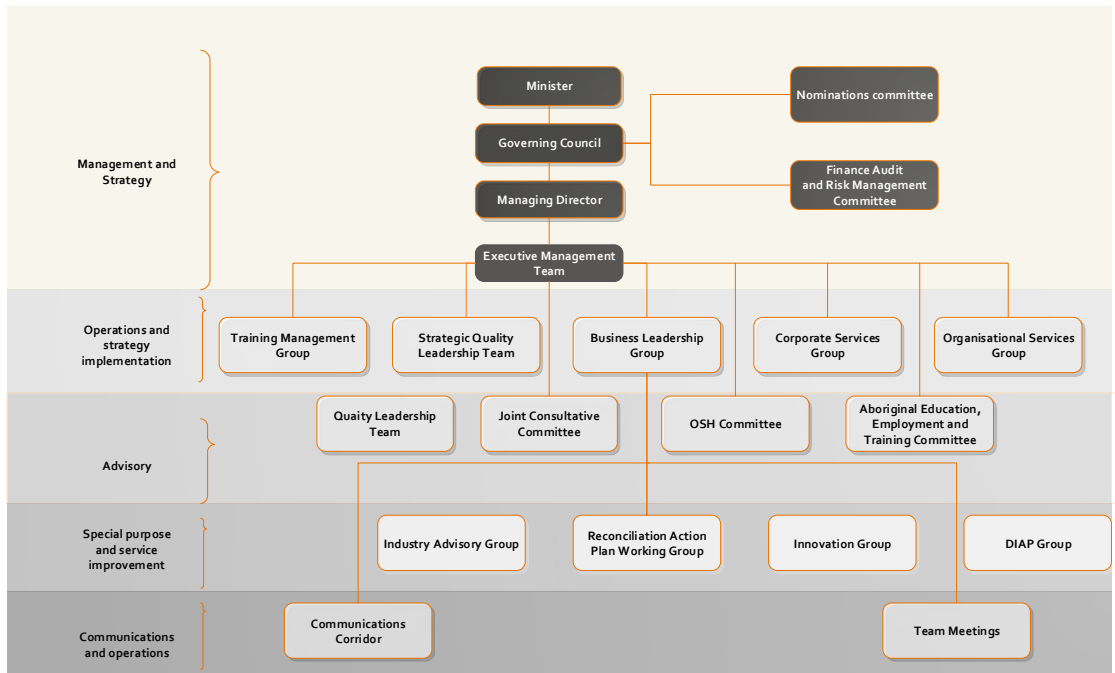 Management and
Strategy
Minister
Governing Council
Managing Director
Executive Management
Team
Nominations committee
Finance Audit
and Risk Management
Committee
Operations and
strategy
implementation
Training Management
Group
Strategic Quality
Leadership Team
Business Leadership
Group
Corporate Services
Group
Organisational Services
Group
Advisory
Quaity Leadership
Team
Joint Consultative
Committee
OSH Committee
Aboriginal Education,
Employment and
Training Committee
Special purpose
and service
improvement
Industry Advisory Group
Reconciliation Action
Plan Working Group
Innovation Group
DIAP Group
Communications
and operations
Communications
Corridor
Team Meetings